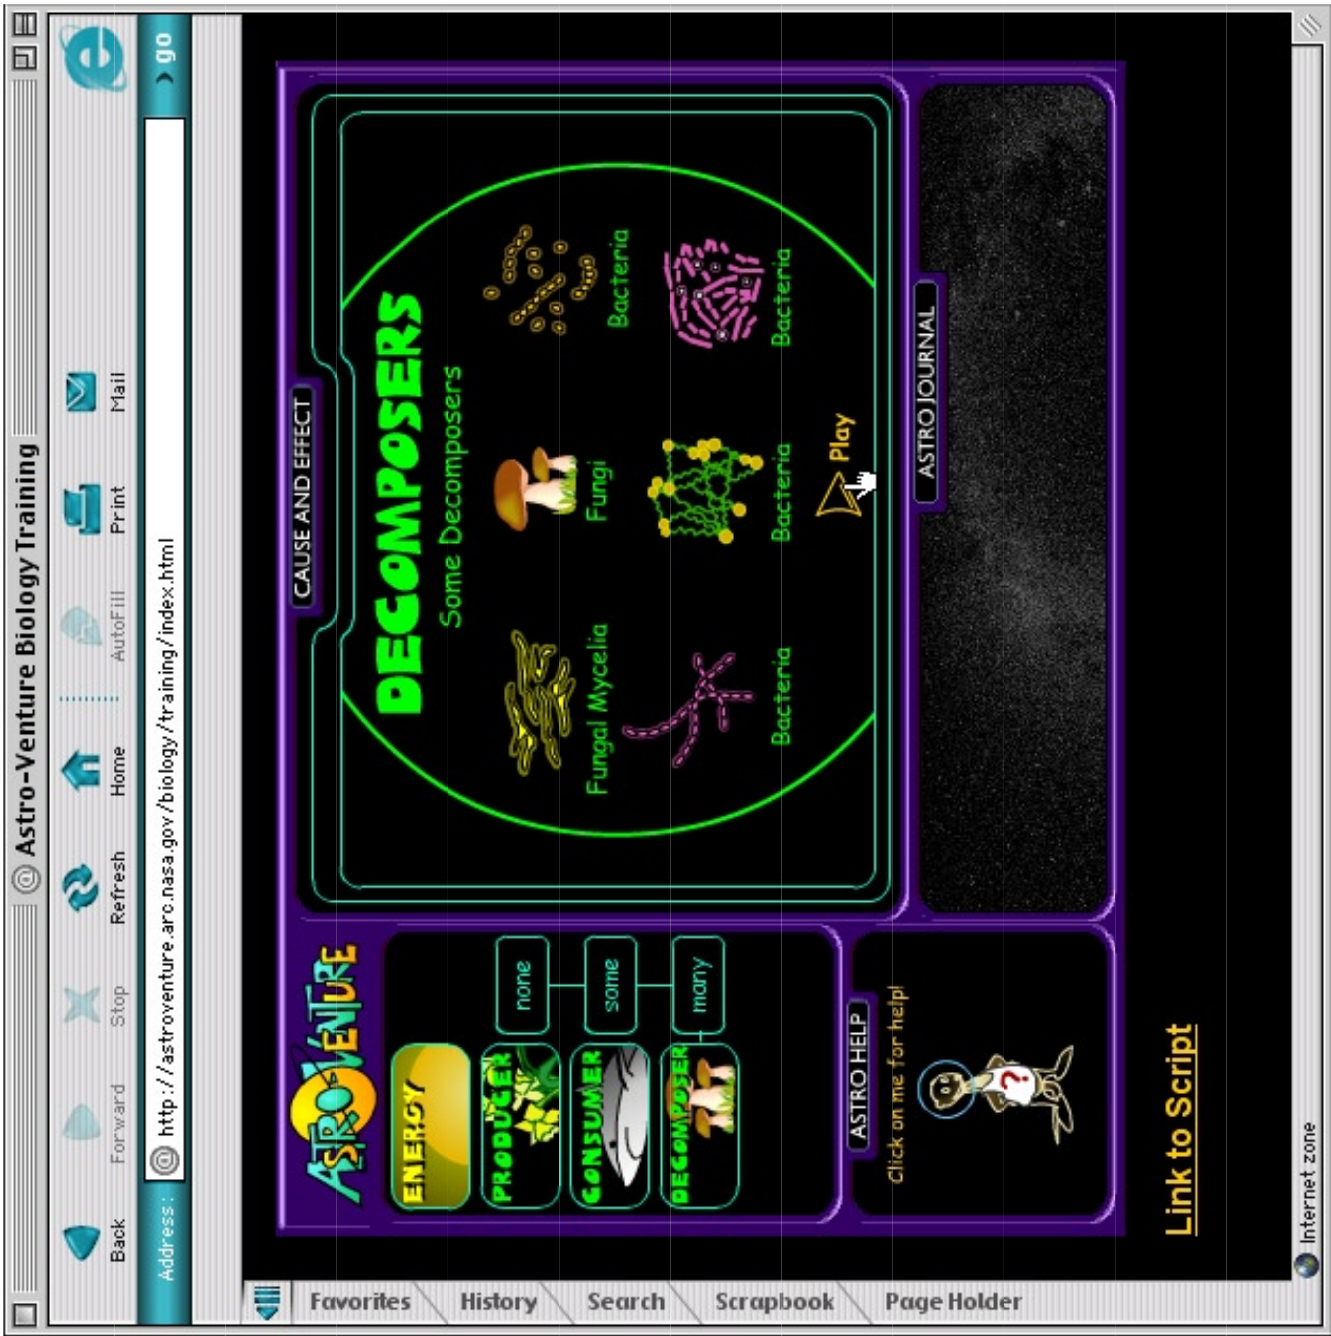 Astro-Venture Biology Training
Back Forward Stop Refresh Home AutoFill Print Mail
Address: http://astroventure.arc.nasa.gov/biology/training/index.html go
Favorites
History
Search
Scrapbook
Page Holder
ASTRO-VENTURE
ENERGY
PRODUCER none
CONSUMER some
DECOMPOSER many
ASTRO HELP
Click on me for help!
?
CAUSE AND EFFECT
DECOMPOSERS
Some Decomposers
Fungal Mycelia Fungi Bacteria
Bacteria Bacteria Bacteria
Play
ASTRO JOURNAL
Link to Script
Internet zone